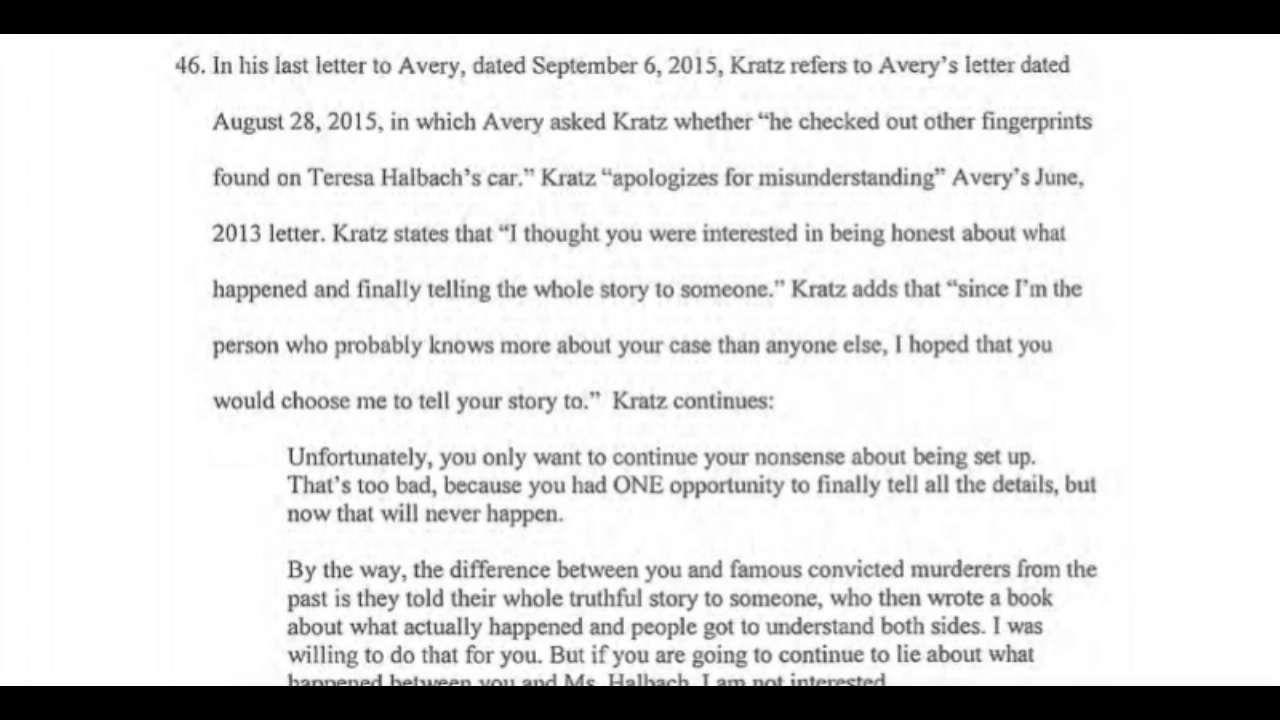 46. In his last letter to Avery, dated September 6, 2015, Kratz refers to Avery's letter dated
August 28, 2015, in which Avery asked Kratz whether “he checked out other fingerprints
found on Teresa Halbach's car.” Kratz “apologizes for misunderstanding” Avery's June,
2013 letter. Kratz states that “I thought you were interested in being honest about what
happened and finally telling the whole story to someone.” Kratz adds that “since I'm the
person who probably knows more about your case than anyone else, I hoped that you
would choose me to tell your story to.” Kratz continues:
Unfortunately, you only want to continue your nonsense about being set up.
That's too bad, because you had ONE opportunity to finally tell all the details, but
now that will never happen.
By the way, the difference between you and famous convicted murderers from the
past is they told their whole truthful story to someone, who then wrote a book
about what actually happened and people got to understand both sides. I was
willing to do that for you. But if you are going to continue to lie about what
happened between you and Ms. Halbach, I am not interested.